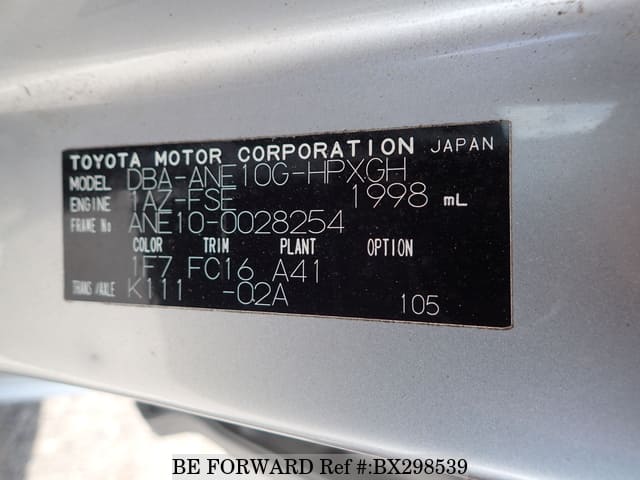 TOYOTA MOTOR CORPORATION JAPAN
MODEL DBA-ANE10G-HPXGH
ENGINE 1AZ-FSE 1998 mL
FRAME No ANE10-0028254
COLOR TRIM PLANT OPTION
1F7 FC16 A41
TRANS/AXLE K111 -02A
105
BE FORWARD Ref #:BX298539